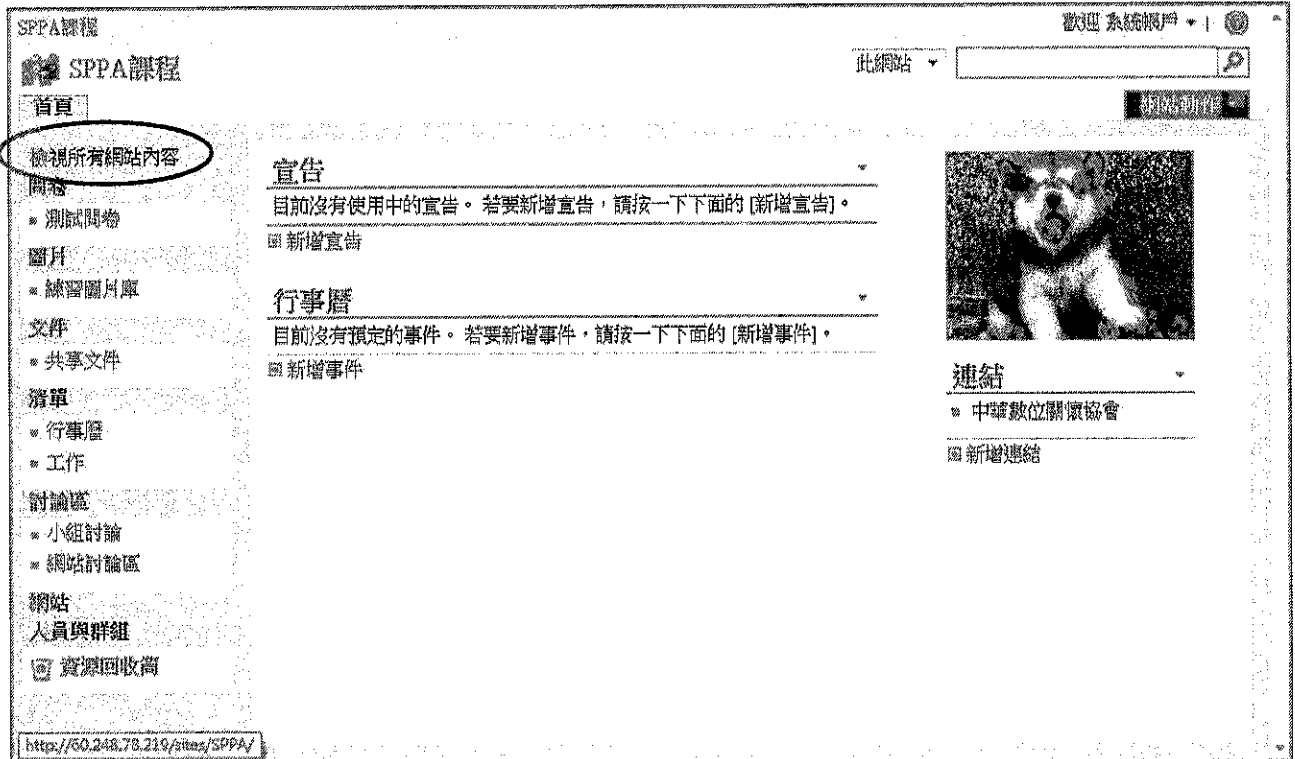 SPPA課程
歡迎 系統帳戶
SPPA課程
此網站
首頁
網站動作
檢視所有網站內容
問卷
測試問卷
圖片
練習圖片庫
文件
共享文件
清單
行事曆
工作
討論區
小組討論
網站討論區
網站
人員與群組
資源回收筒
宣告
目前沒有使用中的宣告。 若要新增宣告，請按一下下面的 [新增宣告]。
新增宣告
行事曆
目前沒有預定的事件。 若要新增事件，請按一下下面的 [新增事件]。
新增事件
連結
中華數位關懷協會
新增連結
http://60.248.78.219/sites/SPPA/